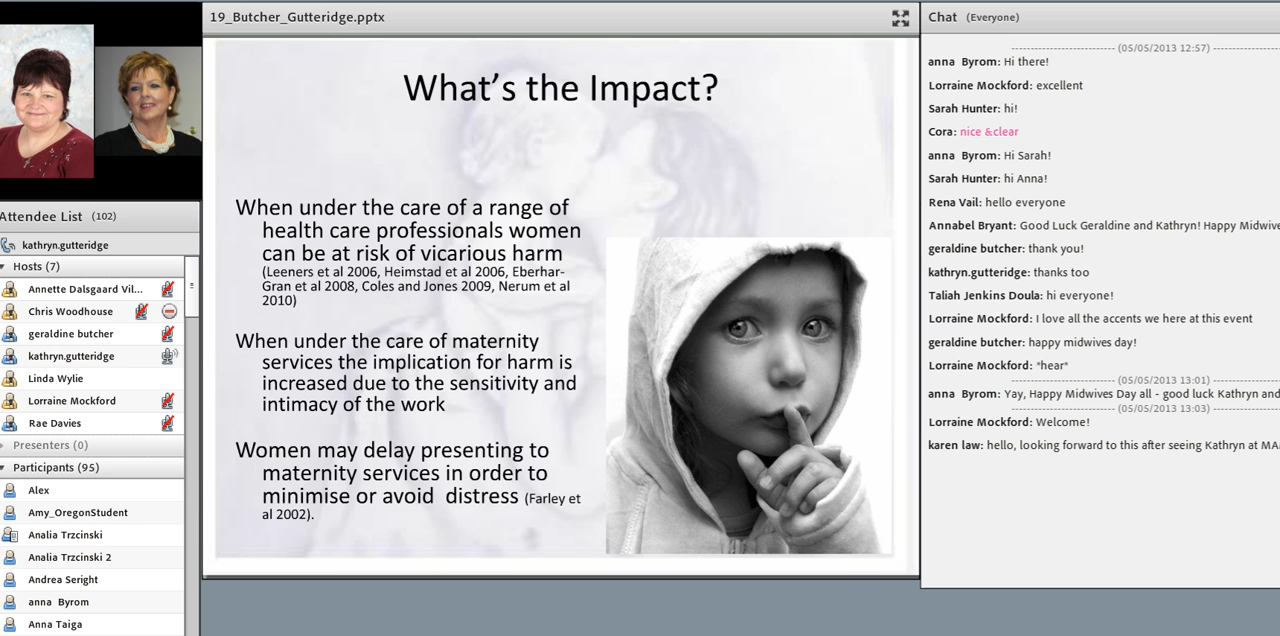 19_Butcher_Gutteridge.pptx
What's the Impact?
When under the care of a range of
health care professionals women
can be at risk of vicarious harm
(Leeners et al 2006, Heimstad et al 2006, Eberhar-
Gran et al 2008, Coles and Jones 2009, Nerum et al
2010)
When under the care of maternity
services the implication for harm is
increased due to the sensitivity and
intimacy of the work
Women may delay presenting to
maternity services in order to
minimise or avoid distress (Farley et
al 2002).
Attendee List (102)
kathryn.gutteridge
Hosts (7)
Annette Dalsgaard Vil...
Chris Woodhouse
geraldine butcher
kathryn.gutteridge
Linda Wylie
Lorraine Mockford
Rae Davies
Presenters (0)
Participants (95)
Alex
Amy_OregonStudent
Analia Trzcinski
Analia Trzcinski 2
Andrea Seright
anna Byrom
Anna Taiga
Chat (Everyone)
(05/05/2013 12:57)
anna Byrom: Hi there!
Lorraine Mockford: excellent
Sarah Hunter: hi!
Cora: nice &clear
anna Byrom: Hi Sarah!
Sarah Hunter: hi Anna!
Rena Vail: hello everyone
Annabel Bryant: Good Luck Geraldine and Kathryn! Happy Midwive
geraldine butcher: thank you!
kathryn.gutteridge: thanks too
Taliah Jenkins Doula: hi everyone!
Lorraine Mockford: I love all the accents we here at this event
geraldine butcher: happy midwives day!
Lorraine Mockford: *hear*
(05/05/2013 13:01)
anna Byrom: Yay, Happy Midwives Day all - good luck Kathryn and
(05/05/2013 13:03)
Lorraine Mockford: Welcome!
karen law: hello, looking forward to this after seeing Kathryn at MA